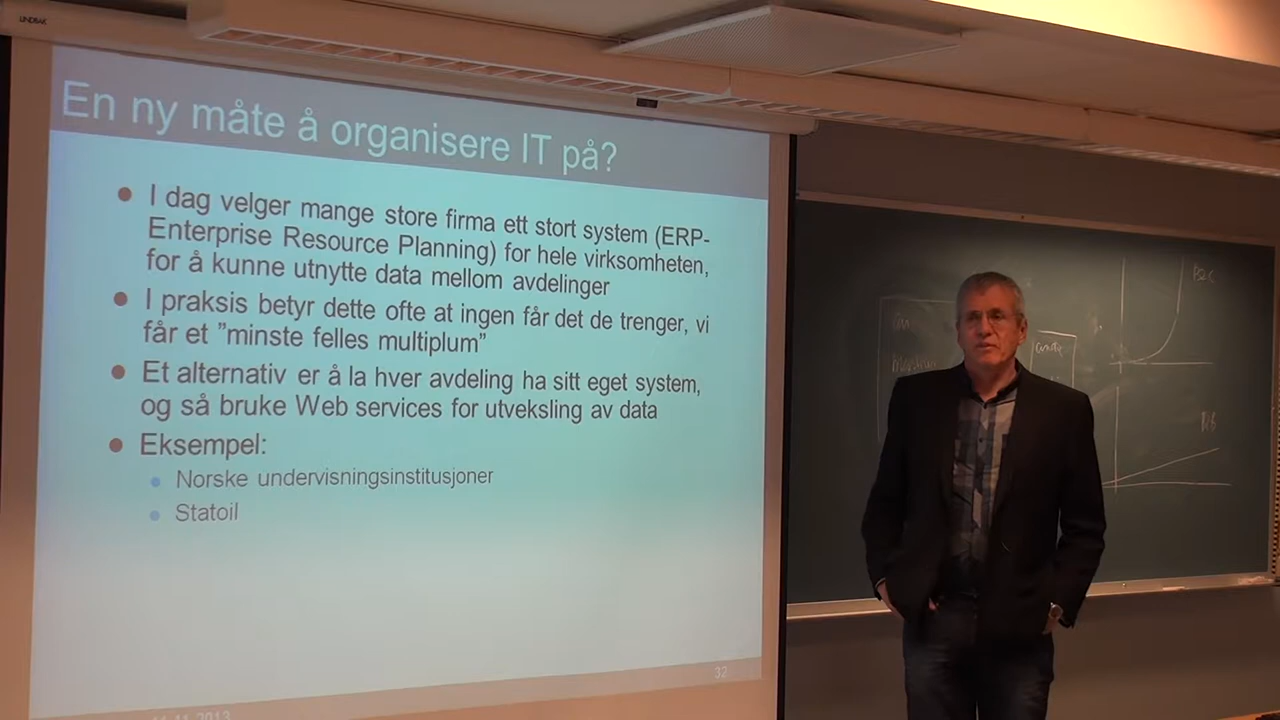 LINDBAK
En ny måte å organisere IT på?
I dag velger mange store firma ett stort system (ERP-
Enterprise Resource Planning) for hele virksomheten,
for å kunne utnytte data mellom avdelinger
I praksis betyr dette ofte at ingen får det de trenger, vi
får et ”minste felles multiplum”
Et alternativ er å la hver avdeling ha sitt eget system,
og så bruke Web services for utveksling av data
Eksempel:
Norske undervisningsinstitusjoner
Statoil
32
B2C